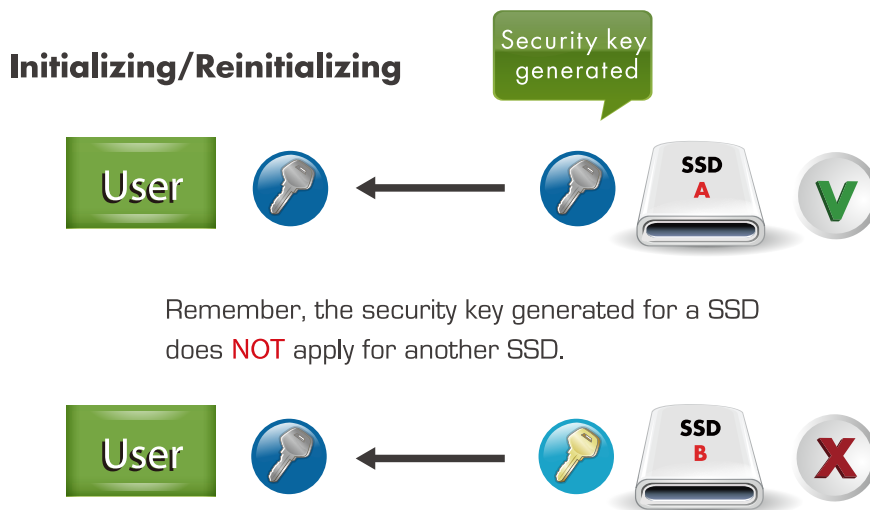 Security key
generated
Initializing/Reinitializing
User
SSD
A
V
Remember, the security key generated for a SSD
does NOT apply for another SSD.
User
SSD
B
X